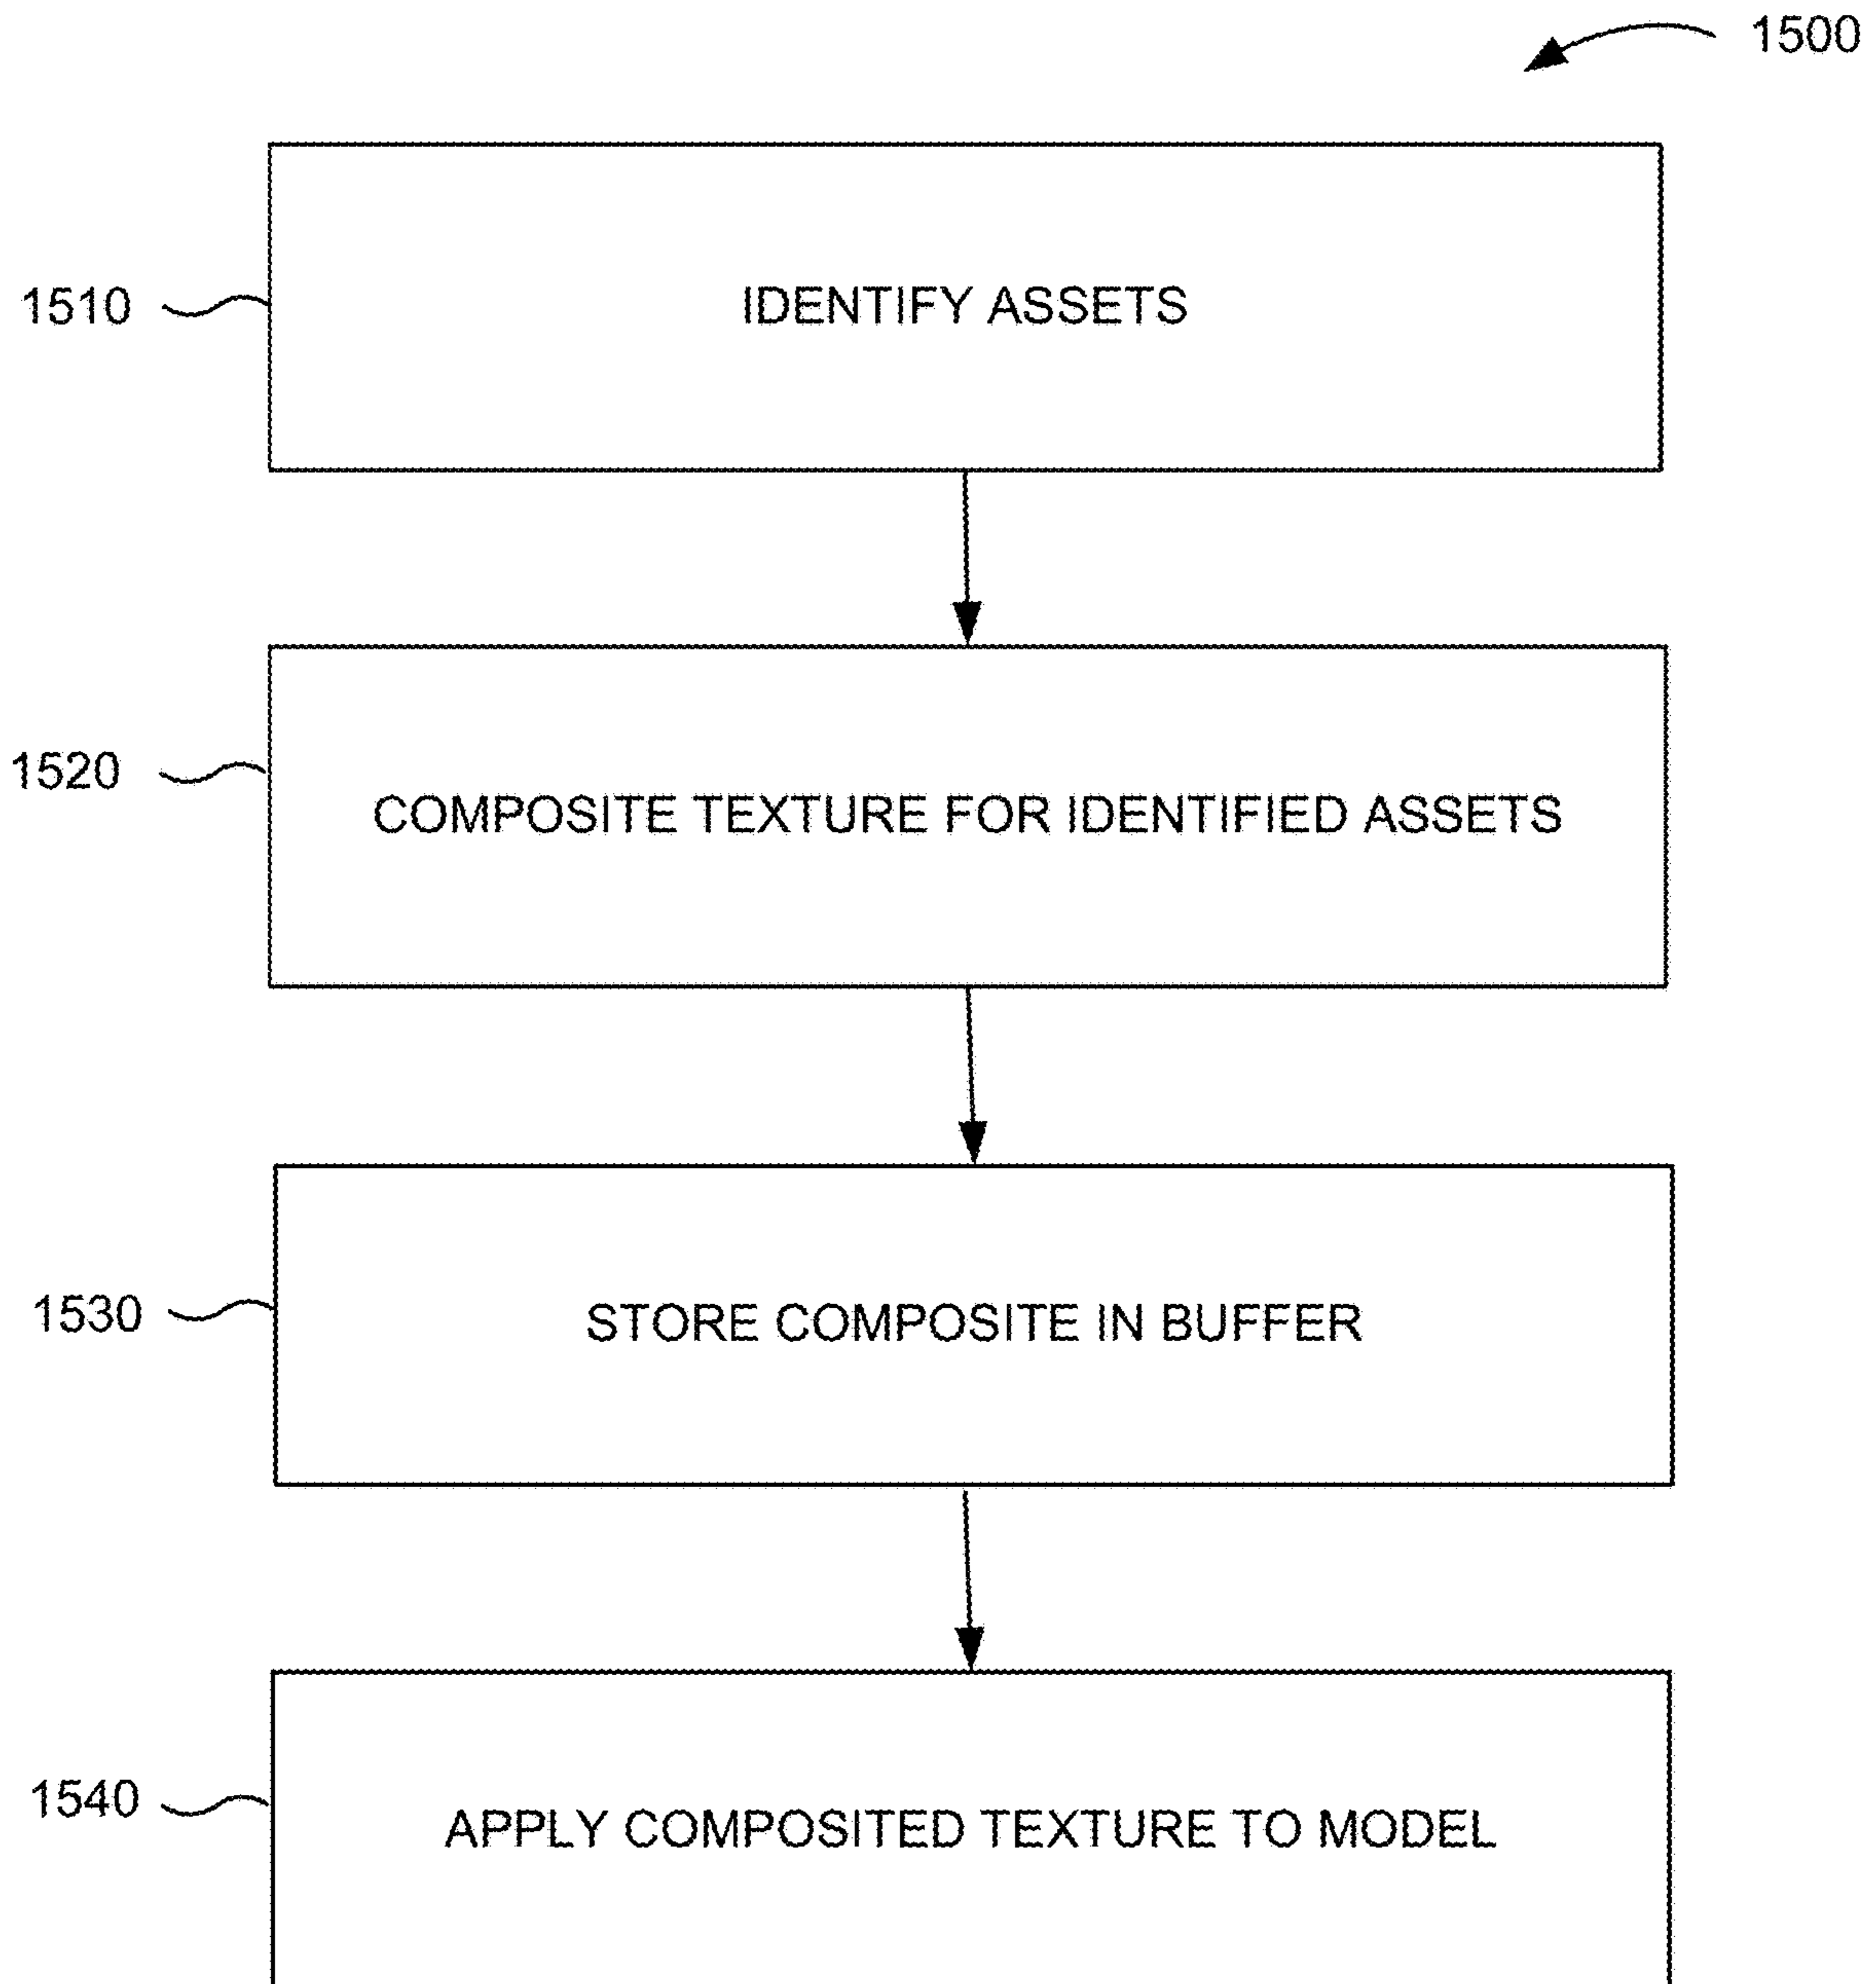 1500
1510
IDENTIFY ASSETS
1520
COMPOSITE TEXTURE FOR IDENTIFIED ASSETS
1530
STORE COMPOSITE IN BUFFER
1540
APPLY COMPOSITED TEXTURE TO MODEL